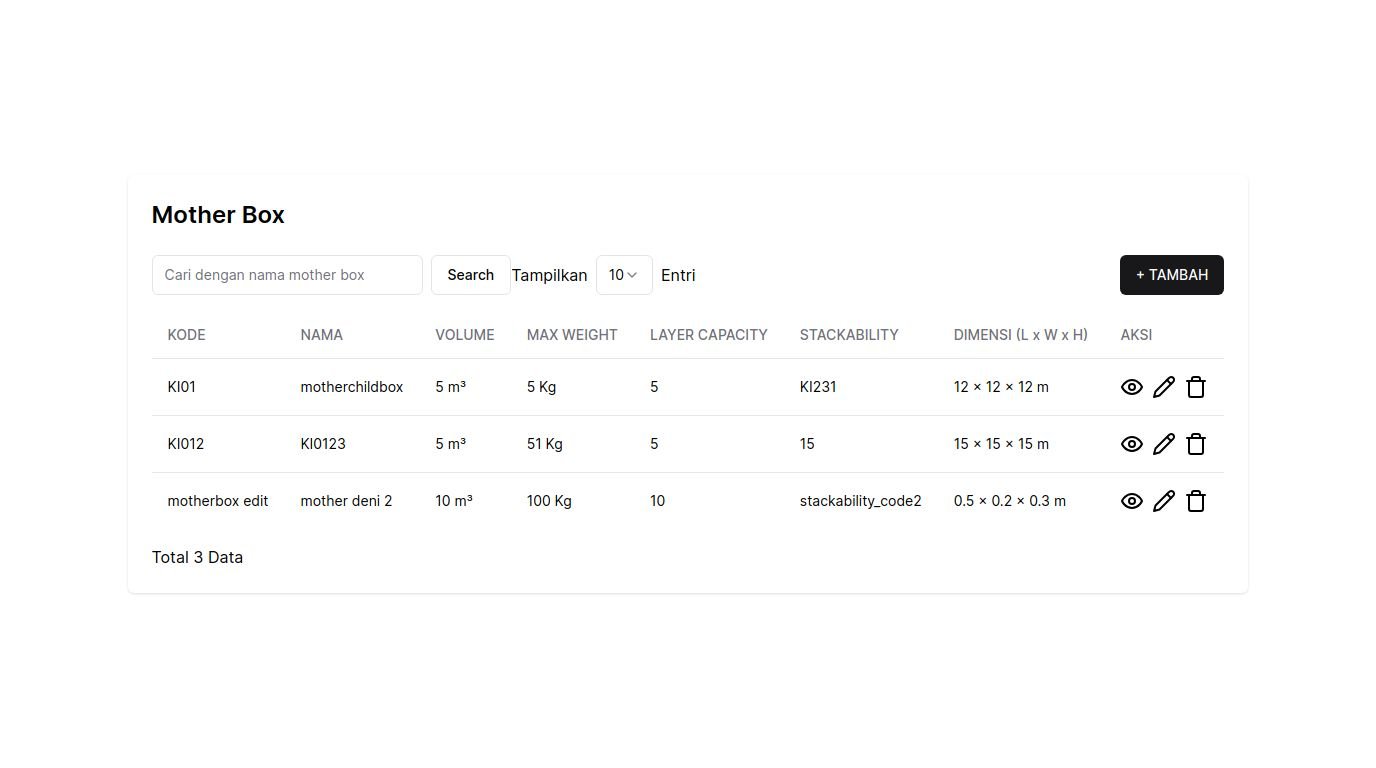 Mother Box
Cari dengan nama mother box Search Tampilkan 10 Entri + TAMBAH
KODE NAMA VOLUME MAX WEIGHT LAYER CAPACITY STACKABILITY DIMENSI (L x W x H) AKSI
KI01 motherchildbox 5 m³ 5 Kg 5 KI231 12 × 12 × 12 m
KI012 KI0123 5 m³ 51 Kg 5 15 15 × 15 × 15 m
motherbox edit mother deni 2 10 m³ 100 Kg 10 stackability_code2 0.5 × 0.2 × 0.3 m
Total 3 Data